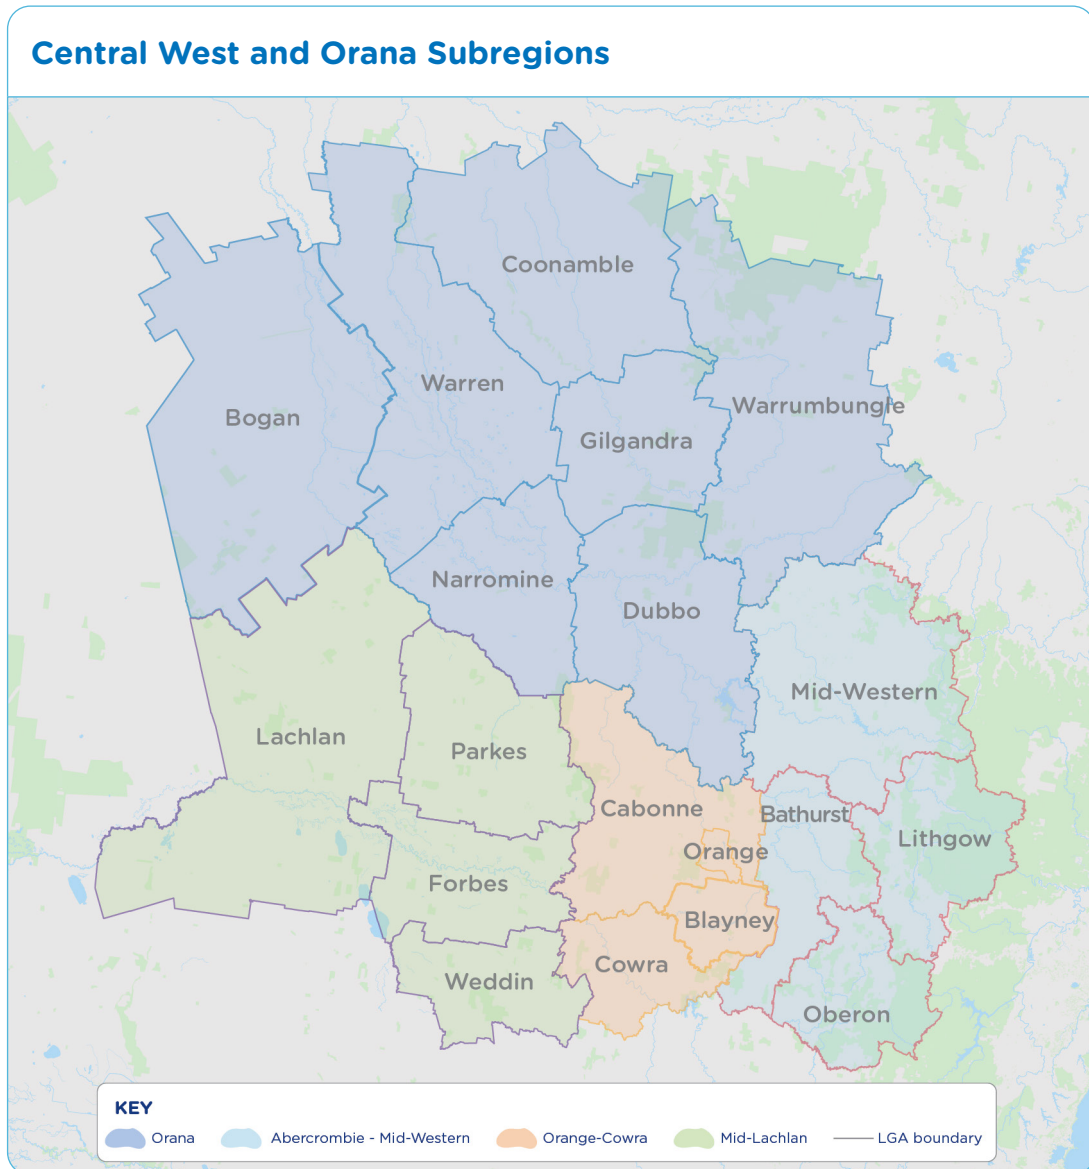 Central West and Orana Subregions
Coonamble
Warren
Warrumbungle
Bogan
Gilgandra
Narromine
Dubbo
Mid-Western
Lachlan
Parkes
Cabonne
Bathurst
Lithgow
Orange
Forbes
Blayney
Cowra
Weddin
Oberon
KEY
Orana
Abercrombie - Mid-Western
Orange-Cowra
Mid-Lachlan
LGA boundary